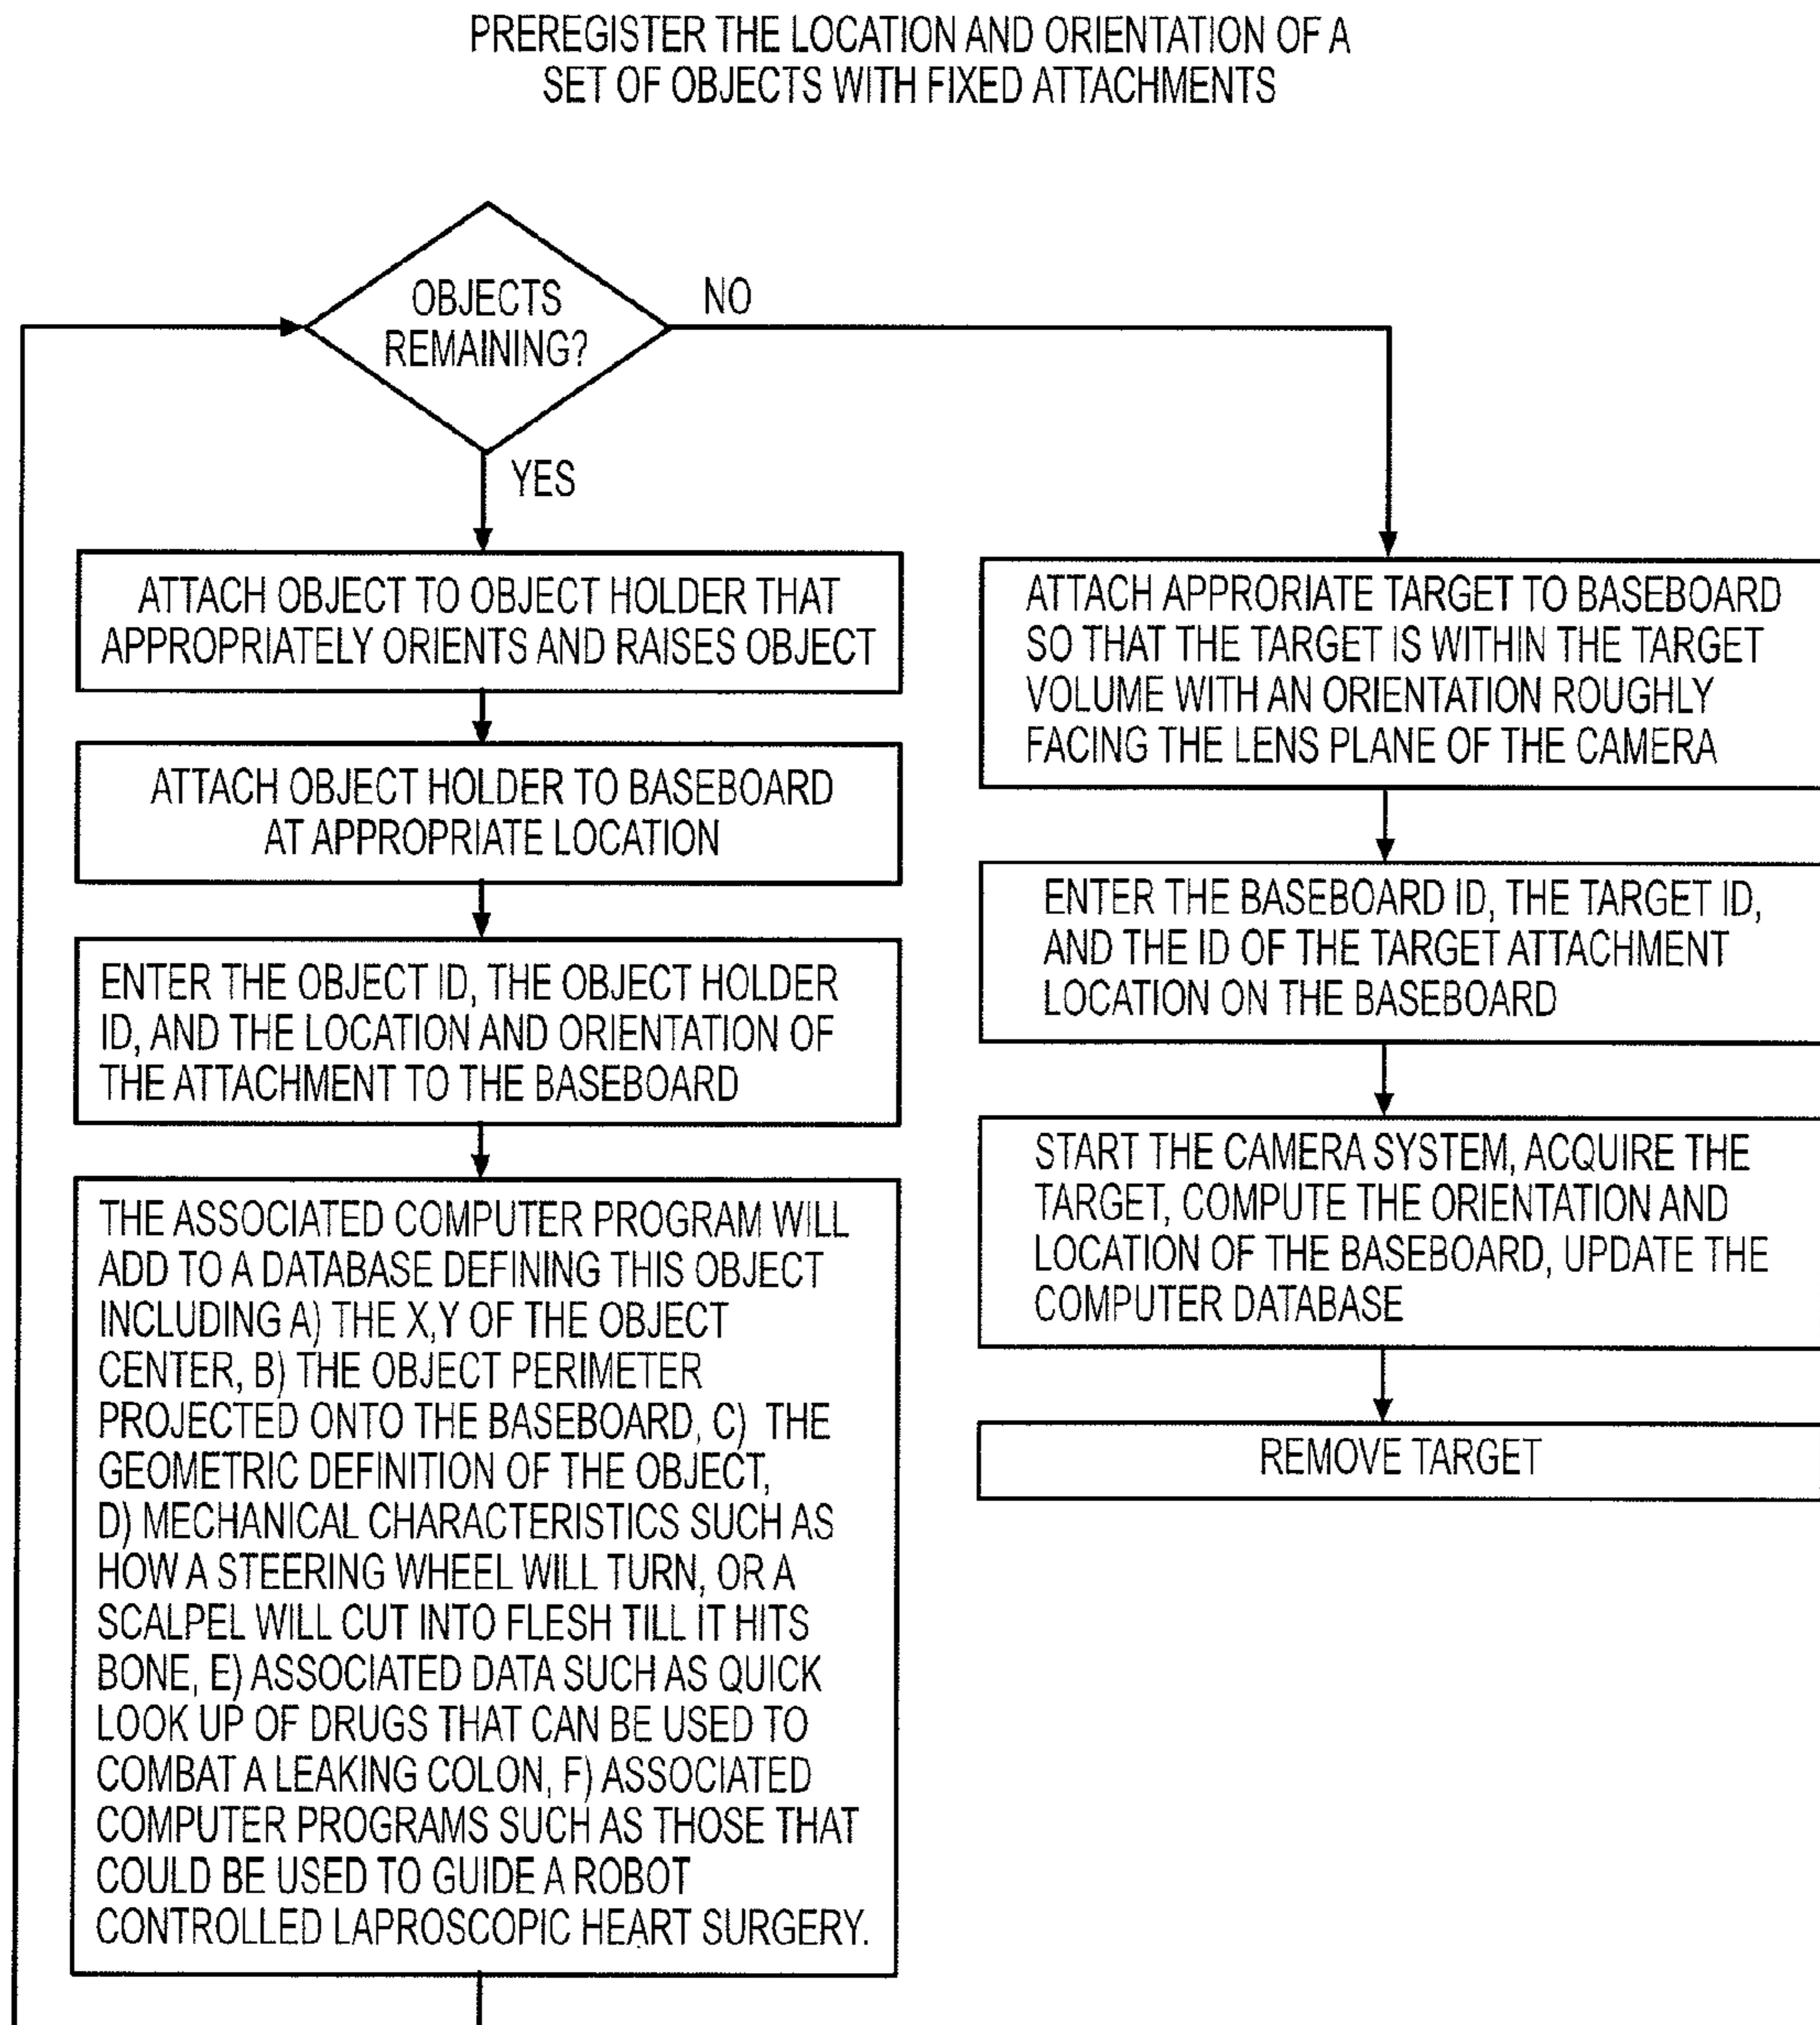 PREREGISTER THE LOCATION AND ORIENTATION OF A
SET OF OBJECTS WITH FIXED ATTACHMENTS
OBJECTS
REMAINING?
NO
YES
ATTACH OBJECT TO OBJECT HOLDER THAT
APPROPRIATELY ORIENTS AND RAISES OBJECT
ATTACH OBJECT HOLDER TO BASEBOARD
AT APPROPRIATE LOCATION
ENTER THE OBJECT ID, THE OBJECT HOLDER
ID, AND THE LOCATION AND ORIENTATION OF
THE ATTACHMENT TO THE BASEBOARD
THE ASSOCIATED COMPUTER PROGRAM WILL
ADD TO A DATABASE DEFINING THIS OBJECT
INCLUDING A) THE X,Y OF THE OBJECT
CENTER, B) THE OBJECT PERIMETER
PROJECTED ONTO THE BASEBOARD, C) THE
GEOMETRIC DEFINITION OF THE OBJECT,
D) MECHANICAL CHARACTERISTICS SUCH AS
HOW A STEERING WHEEL WILL TURN, OR A
SCALPEL WILL CUT INTO FLESH TILL IT HITS
BONE, E) ASSOCIATED DATA SUCH AS QUICK
LOOK UP OF DRUGS THAT CAN BE USED TO
COMBAT A LEAKING COLON, F) ASSOCIATED
COMPUTER PROGRAMS SUCH AS THOSE THAT
COULD BE USED TO GUIDE A ROBOT
CONTROLLED LAPROSCOPIC HEART SURGERY.
ATTACH APPRORIATE TARGET TO BASEBOARD
SO THAT THE TARGET IS WITHIN THE TARGET
VOLUME WITH AN ORIENTATION ROUGHLY
FACING THE LENS PLANE OF THE CAMERA
ENTER THE BASEBOARD ID, THE TARGET ID,
AND THE ID OF THE TARGET ATTACHMENT
LOCATION ON THE BASEBOARD
START THE CAMERA SYSTEM, ACQUIRE THE
TARGET, COMPUTE THE ORIENTATION AND
LOCATION OF THE BASEBOARD, UPDATE THE
COMPUTER DATABASE
REMOVE TARGET